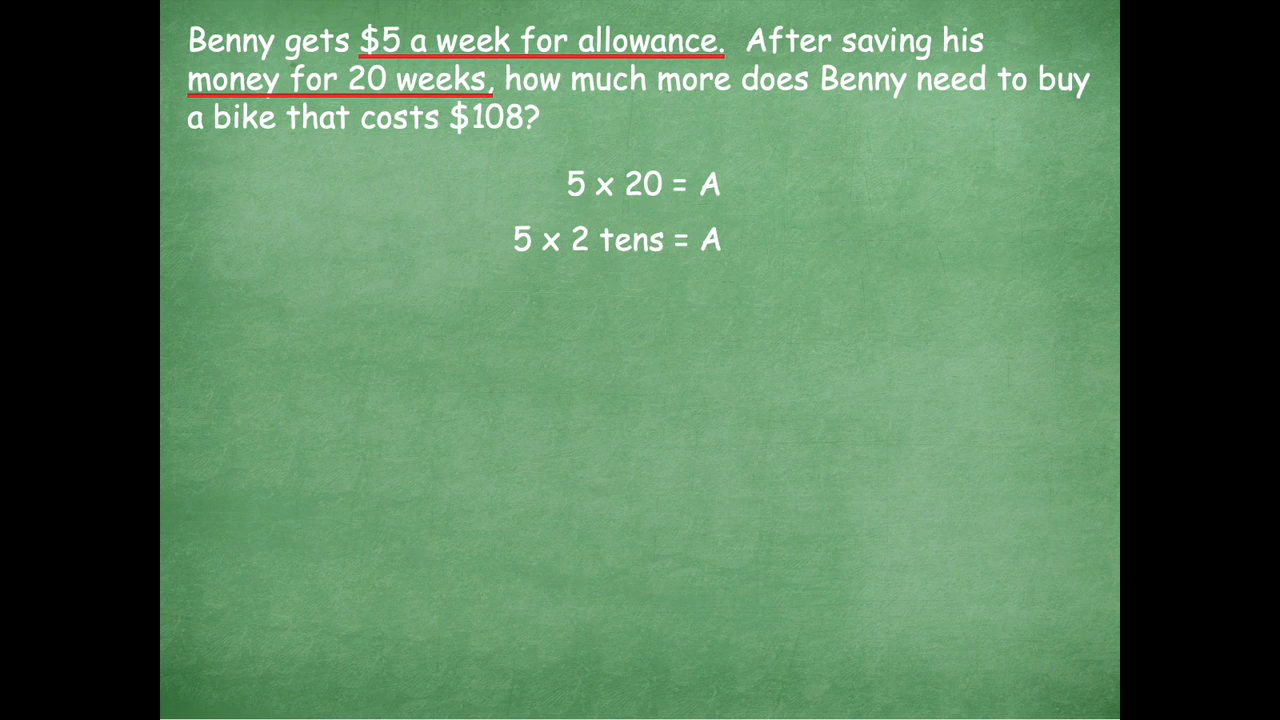 Benny gets $5 a week for allowance. After saving his
money for 20 weeks, how much more does Benny need to buy
a bike that costs $108?
5 x 20 = A
5 x 2 tens = A